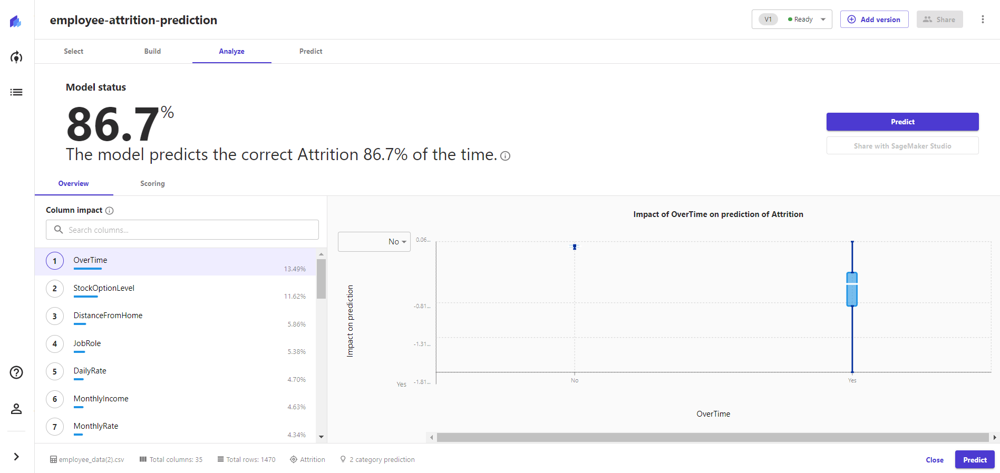 employee-attrition-prediction
V1
Ready
Add version
Share
Select
Build
Analyze
Predict
Model status
86.7%
The model predicts the correct Attrition 86.7% of the time.
Predict
Share with SageMaker Studio
Overview
Scoring
Column impact
Search columns...
1
OverTime
13.49%
2
StockOptionLevel
11.62%
3
DistanceFromHome
5.86%
4
JobRole
5.38%
5
DailyRate
4.70%
6
MonthlyIncome
4.63%
7
MonthlyRate
4.34%
Impact of OverTime on prediction of Attrition
No
0.06...
-0.81...
-1.31...
-1.81...
Impact on prediction
Yes
No
Yes
OverTime
employee_data(2).csv
Total columns: 35
Total rows: 1470
Attrition
2 category prediction
Close
Predict